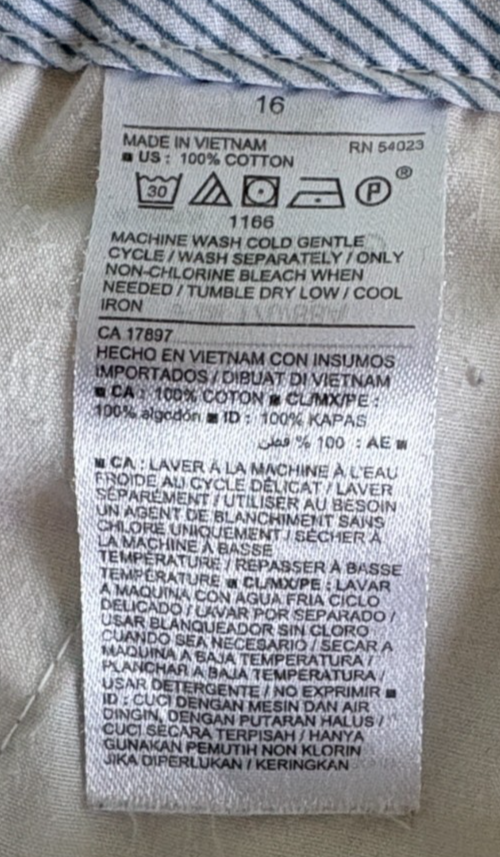 16
MADE IN VIETNAM RN 54023
■ US : 100% COTTON
30 P ®
1166
MACHINE WASH COLD GENTLE
CYCLE / WASH SEPARATELY / ONLY
NON-CHLORINE BLEACH WHEN
NEEDED / TUMBLE DRY LOW / COOL
IRON
CA 17897
HECHO EN VIETNAM CON INSUMOS
IMPORTADOS / DIBUAT DI VIETNAM
■ CA : 100% COTON ■ CL/MX/PE :
100% algodón ■ ID : 100% KAPAS
■ AE : 100 % قطن
■ CA : LAVER À LA MACHINE À L'EAU
FROIDE AU CYCLE DÉLICAT / LAVER
SÉPARÉMENT / UTILISER AU BESOIN
UN AGENT DE BLANCHIMENT SANS
CHLORE UNIQUEMENT / SÉCHER À
LA MACHINE À BASSE
TEMPÉRATURE / REPASSER À BASSE
TEMPÉRATURE ■ CL/MX/PE : LAVAR
A MAQUINA CON AGUA FRIA CICLO
DELICADO / LAVAR POR SEPARADO /
USAR BLANQUEADOR SIN CLORO
CUANDO SEA NECESARIO / SECAR A
MAQUINA A BAJA TEMPERATURA /
PLANCHAR A BAJA TEMPERATURA /
USAR DETERGENTE / NO EXPRIMIR ■
ID : CUCI DENGAN MESIN DAN AIR
DINGIN, DENGAN PUTARAN HALUS /
CUCI SECARA TERPISAH / HANYA
GUNAKAN PEMUTIH NON KLORIN
JIKA DIPERLUKAN / KERINGKAN